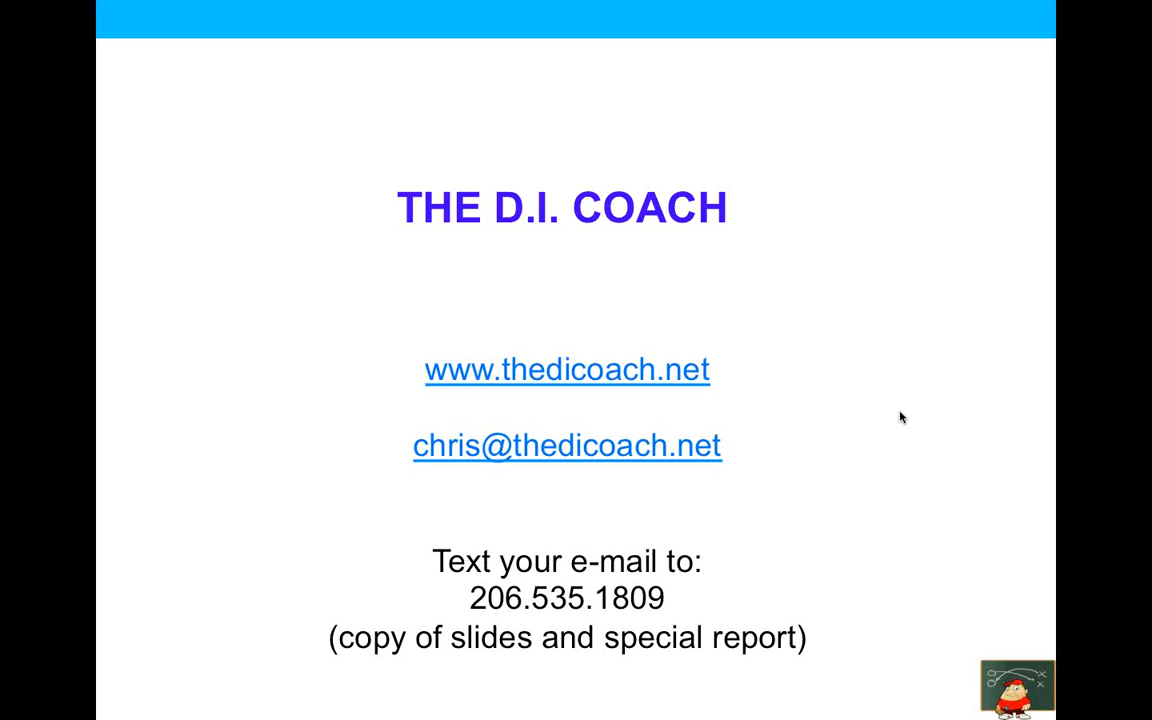 THE D.I. COACH
www.thedicoach.net
chris@thedicoach.net
Text your e-mail to:
206.535.1809
(copy of slides and special report)